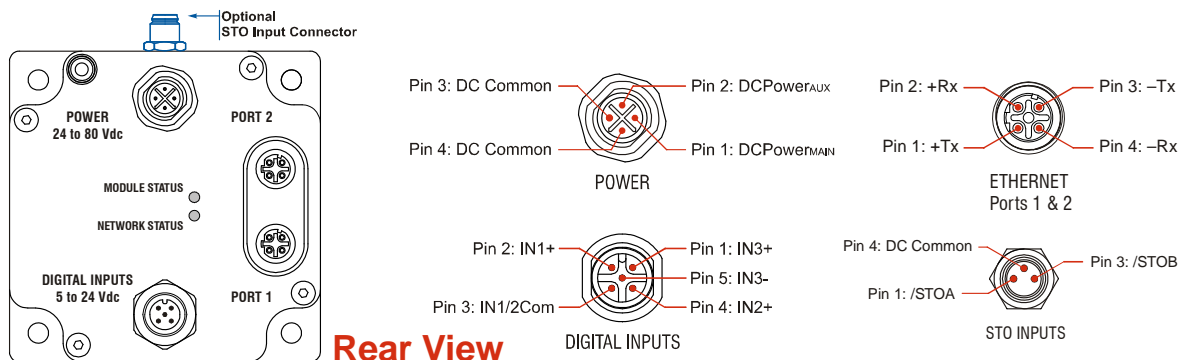 Optional
STO Input Connector
POWER
24 to 80 Vdc
PORT 2
MODULE STATUS
NETWORK STATUS
DIGITAL INPUTS
5 to 24 Vdc
PORT 1
Rear View
Pin 3: DC Common
Pin 2: DCPowerAUX
Pin 4: DC Common
Pin 1: DCPowerMAIN
POWER
Pin 2: +Rx
Pin 3: –Tx
Pin 1: +Tx
Pin 4: –Rx
ETHERNET
Ports 1 & 2
Pin 2: IN1+
Pin 1: IN3+
Pin 5: IN3-
Pin 3: IN1/2Com
Pin 4: IN2+
DIGITAL INPUTS
Pin 4: DC Common
Pin 3: /STOB
Pin 1: /STOA
STO INPUTS